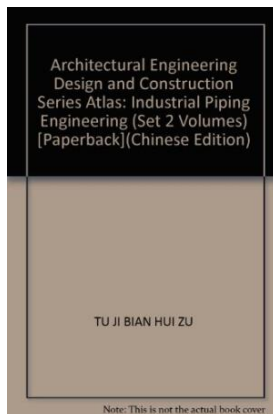 Architectural Engineering
Design and Construction
Series Atlas: Industrial Piping
Engineering (Set 2 Volumes)
[Paperback](Chinese Edition)
TU JI BIAN HUI ZU
Note: This is not the actual book cover